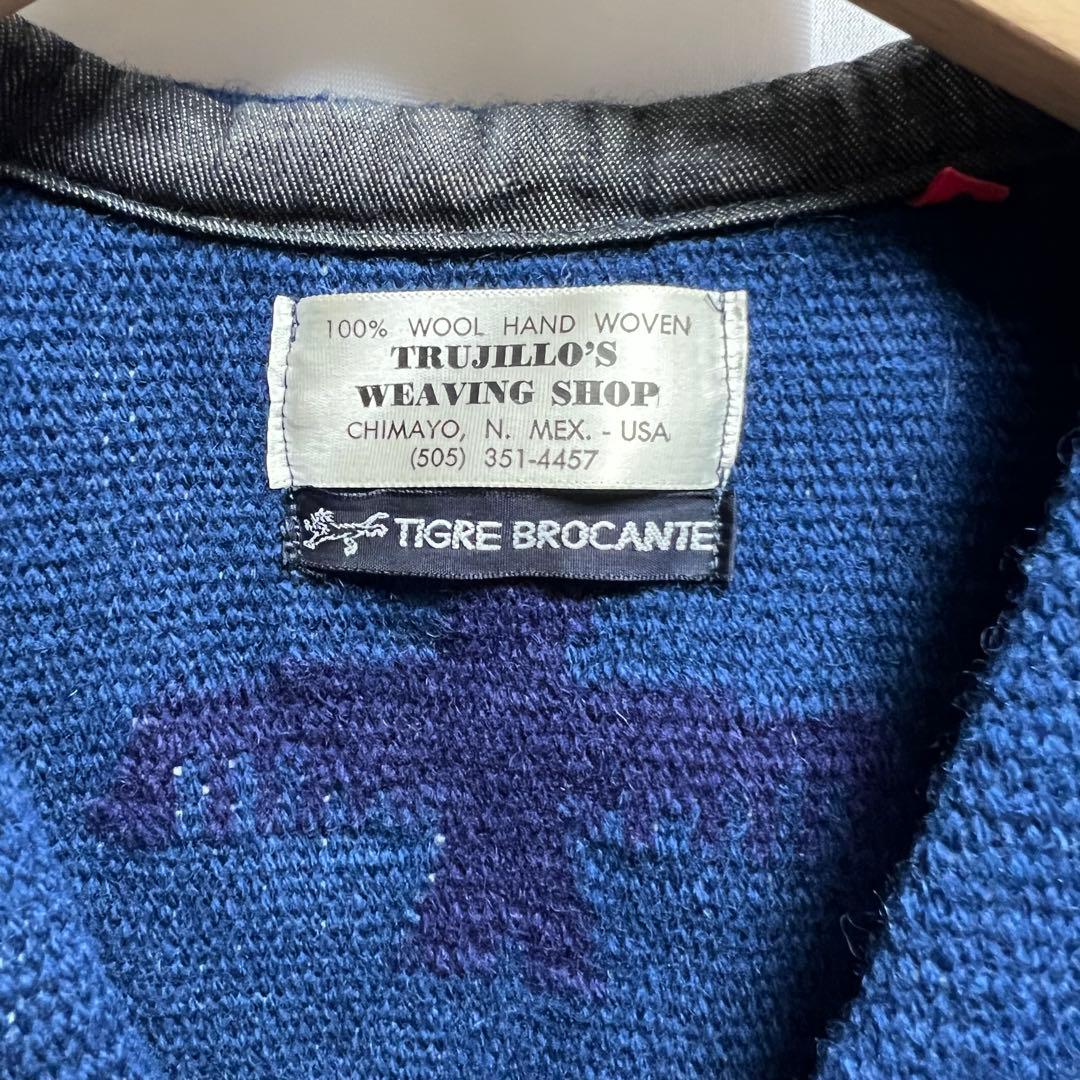 100% WOOL HAND WOVEN
TRUJILLO'S
WEAVING SHOP
CHIMAYO, N. MEX. - USA
(505) 351-4457
TIGRE BROCANTE